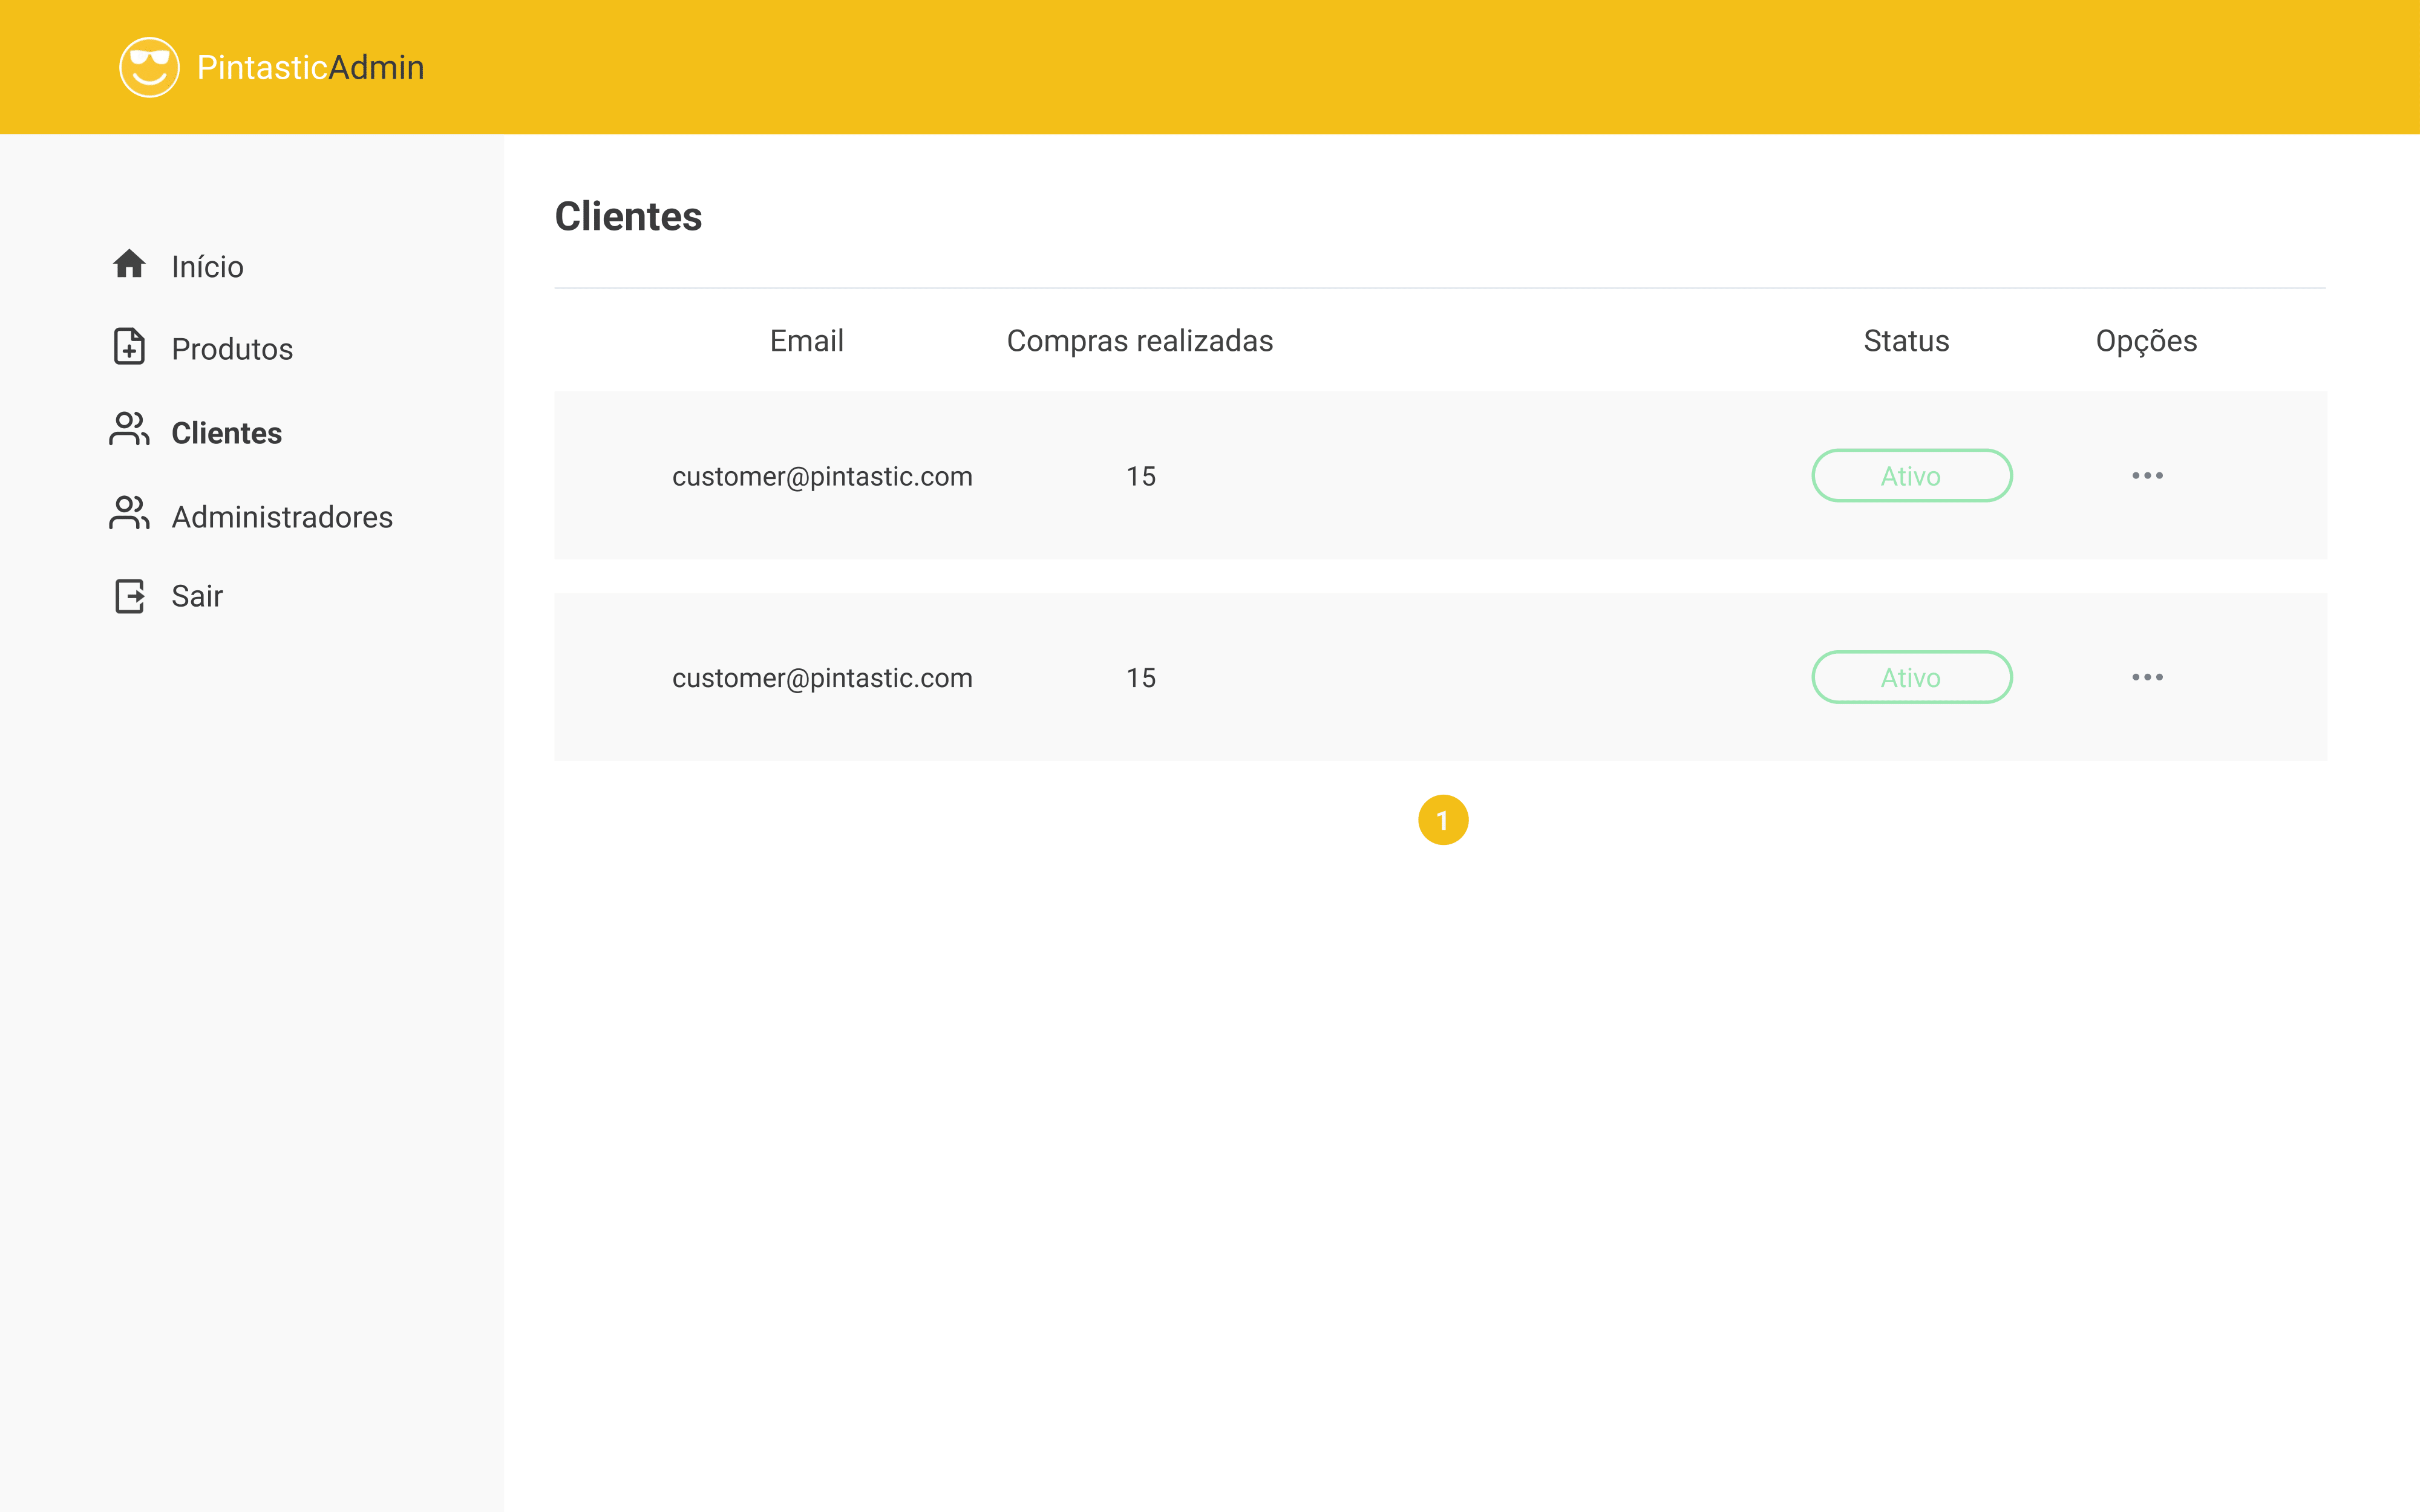 PintasticAdmin
Início
Produtos
Clientes
Administradores
Sair
Clientes
Email Compras realizadas Status Opções
customer@pintastic.com 15 Ativo
customer@pintastic.com 15 Ativo
1